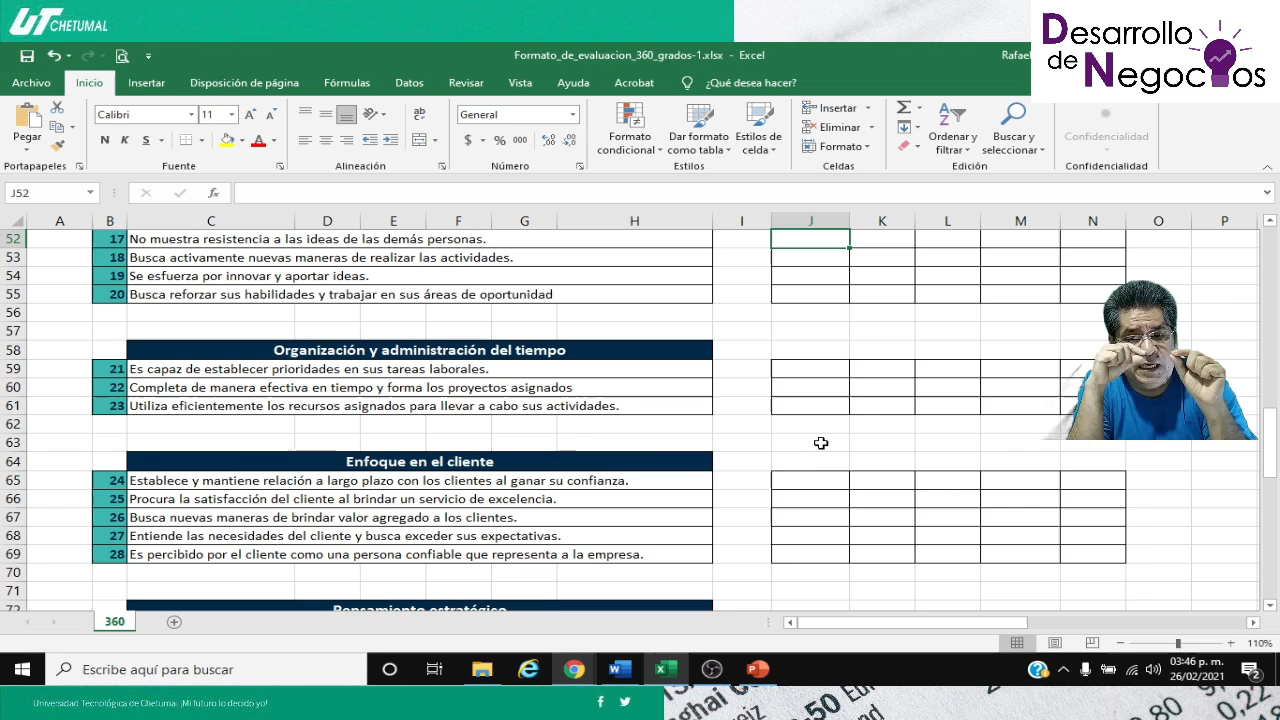 UT CHETUMAL
Desarrollo
de Negocios
Formato_de_evaluacion_360_grados-1.xlsx - Excel
Rafae
Archivo Inicio Insertar Disposición de página Fórmulas Datos Revisar Vista Ayuda Acrobat ¿Qué desea hacer?
Calibri 11 General
Pegar
N K S
$ % 000
Formato condicional
Dar formato como tabla
Estilos de celda
Insertar
Eliminar
Formato
Ordenar y filtrar
Buscar y seleccionar
Confidencialidad
Portapapeles Fuente Alineación Número Estilos Celdas Edición Confidencialidad
J52 fx
A B C D E F G H I J K L M N O P
52 17 No muestra resistencia a las ideas de las demás personas.
53 18 Busca activamente nuevas maneras de realizar las actividades.
54 19 Se esfuerza por innovar y aportar ideas.
55 20 Busca reforzar sus habilidades y trabajar en sus áreas de oportunidad
56
57
58 Organización y administración del tiempo
59 21 Es capaz de establecer prioridades en sus tareas laborales.
60 22 Completa de manera efectiva en tiempo y forma los proyectos asignados
61 23 Utiliza eficientemente los recursos asignados para llevar a cabo sus actividades.
62
63
64 Enfoque en el cliente
65 24 Establece y mantiene relación a largo plazo con los clientes al ganar su confianza.
66 25 Procura la satisfacción del cliente al brindar un servicio de excelencia.
67 26 Busca nuevas maneras de brindar valor agregado a los clientes.
68 27 Entiende las necesidades del cliente y busca exceder sus expectativas.
69 28 Es percibido por el cliente como una persona confiable que representa a la empresa.
70
71
72 Pensamiento estratégico
360
110%
Escribe aquí para buscar
03:46 p. m.
26/02/2021
2
Universidad Tecnológica de Chetumal ¡Mi futuro lo decido yo!